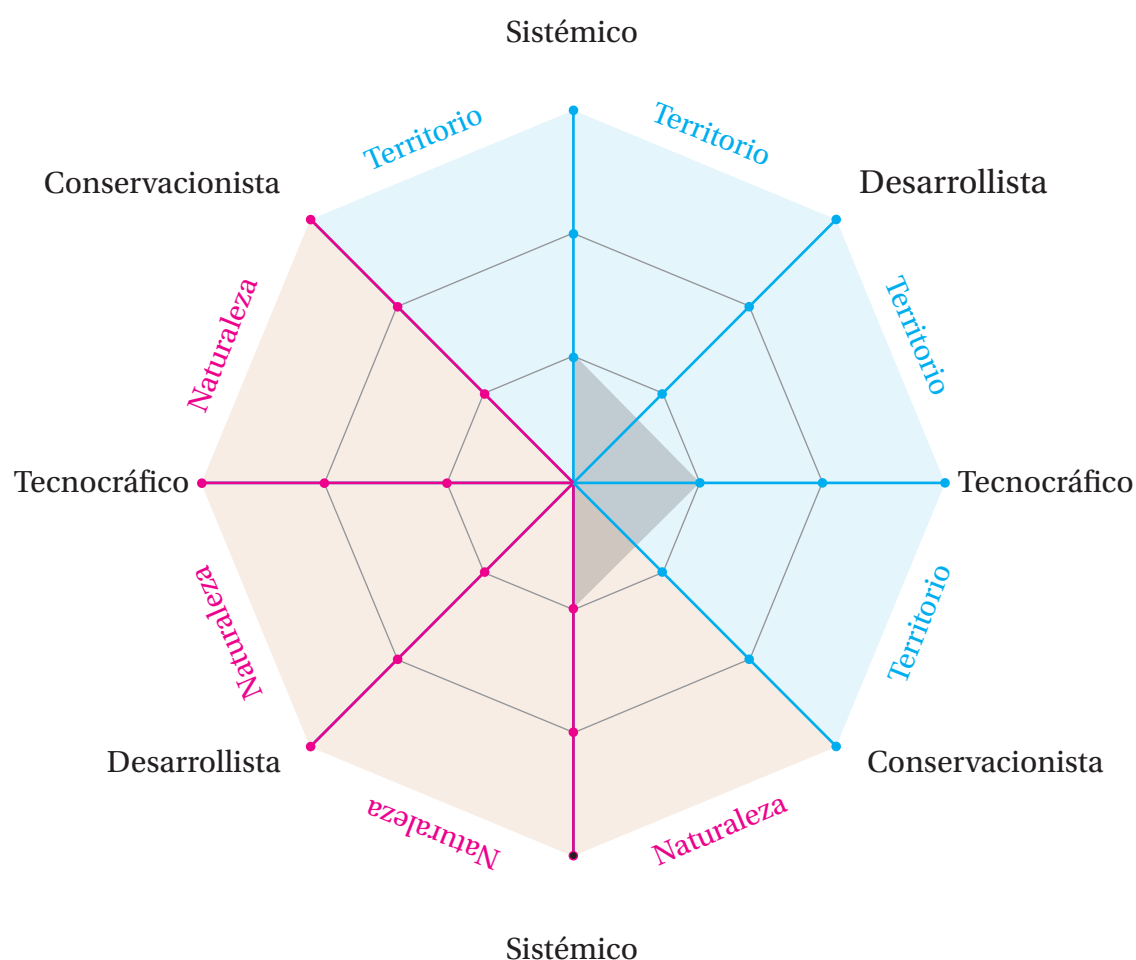 Sistémico
Territorio
Territorio
Conservacionista
Desarrollista
Naturaleza
Territorio
Tecnocráfico
Tecnocráfico
Naturaleza
Territorio
Desarrollista
Conservacionista
Naturaleza
Naturaleza
Sistémico